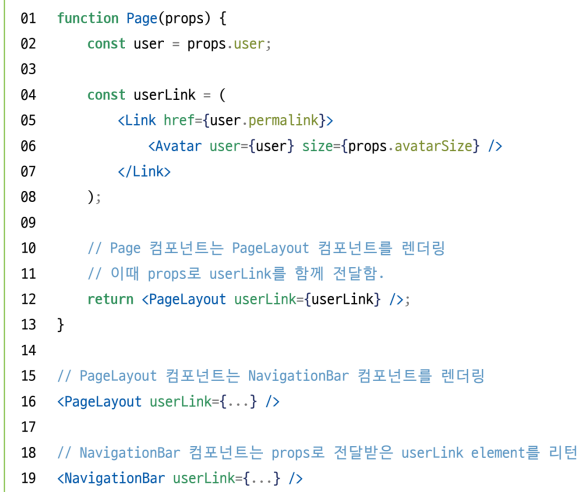 01 function Page(props) {
02     const user = props.user;
03
04     const userLink = (
05         <Link href={user.permalink}>
06             <Avatar user={user} size={props.avatarSize} />
07         </Link>
08     );
09
10     // Page 컴포넌트는 PageLayout 컴포넌트를 렌더링
11     // 이때 props로 userLink를 함께 전달함.
12     return <PageLayout userLink={userLink} />;
13 }
14
15 // PageLayout 컴포넌트는 NavigationBar 컴포넌트를 렌더링
16 <PageLayout userLink={...} />
17
18 // NavigationBar 컴포넌트는 props로 전달받은 userLink element를 리턴
19 <NavigationBar userLink={...} />